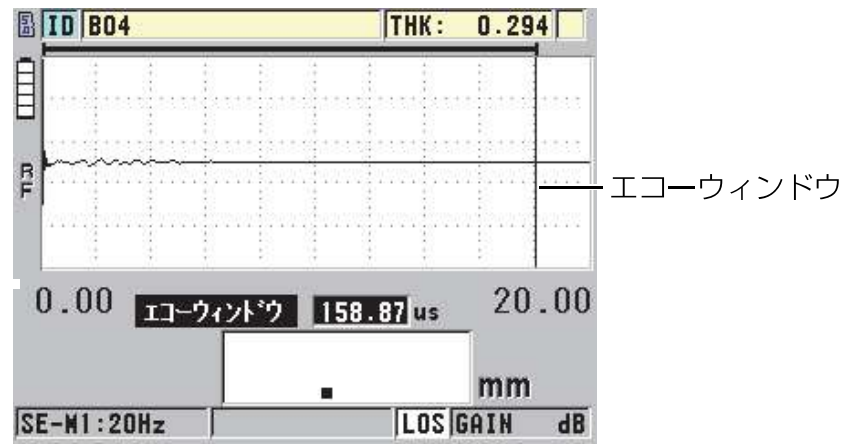 ID B04 THK: 0.294
RF
エコーウィンドウ
0.00 エコーウィンドウ 158.87 us 20.00
. mm
SE-M1:20Hz LOS GAIN dB